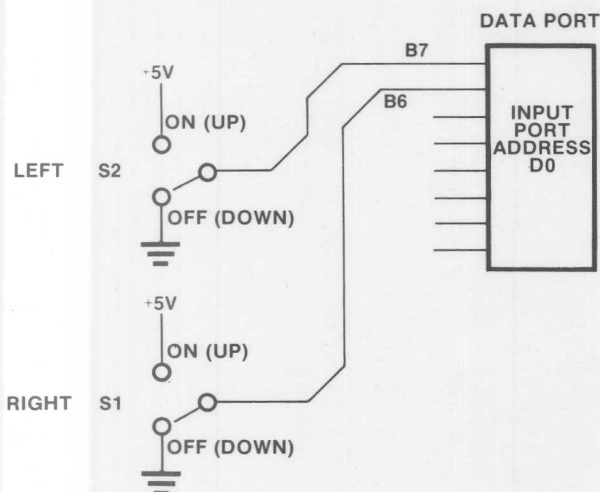 DATA PORT
B7
+5V
B6
ON (UP)
INPUT
PORT
ADDRESS
D0
LEFT S2
OFF (DOWN)
+5V
ON (UP)
RIGHT S1
OFF (DOWN)